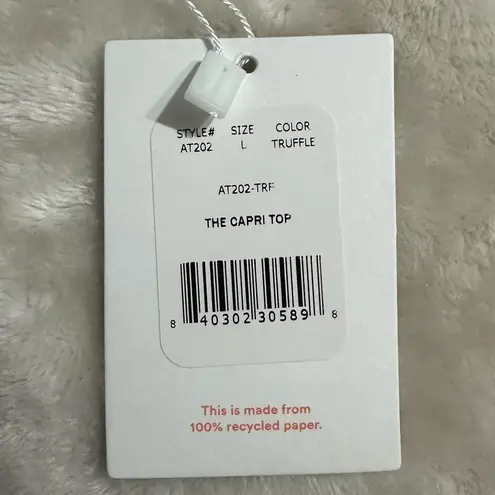 STYLE# SIZE COLOR
AT202 L TRUFFLE
AT202-TRF
THE CAPRI TOP
8 40302 30589 8
This is made from
100% recycled paper.